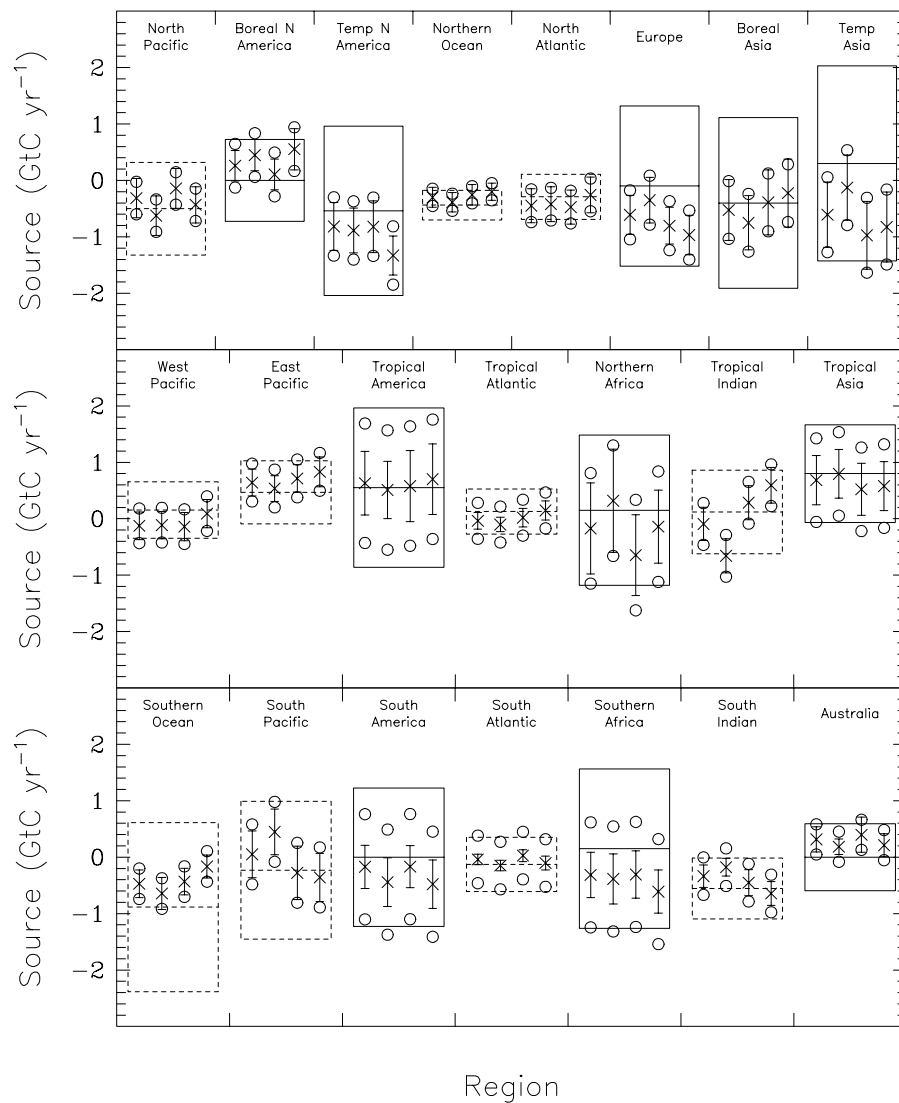 North
Pacific
Boreal N
America
Temp N
America
Northern
Ocean
North
Atlantic
Europe
Boreal
Asia
Temp
Asia
Source (GtC yr⁻¹)
2
1
0
−1
−2
West
Pacific
East
Pacific
Tropical
America
Tropical
Atlantic
Northern
Africa
Tropical
Indian
Tropical
Asia
Source (GtC yr⁻¹)
2
1
0
−1
−2
Southern
Ocean
South
Pacific
South
America
South
Atlantic
Southern
Africa
South
Indian
Australia
Source (GtC yr⁻¹)
2
1
0
−1
−2
Region